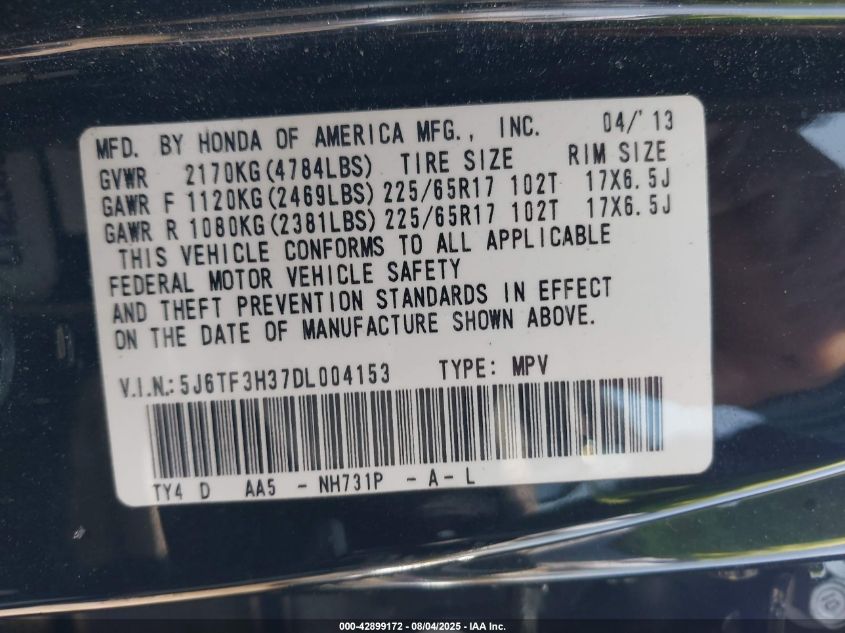 MFD. BY HONDA OF AMERICA MFG., INC. 04/'13
GVWR 2170KG(4784LBS) TIRE SIZE RIM SIZE
GAWR F 1120KG(2469LBS) 225/65R17 102T 17X6.5J
GAWR R 1080KG(2381LBS) 225/65R17 102T 17X6.5J
THIS VEHICLE CONFORMS TO ALL APPLICABLE
FEDERAL MOTOR VEHICLE SAFETY
AND THEFT PREVENTION STANDARDS IN EFFECT
ON THE DATE OF MANUFACTURE SHOWN ABOVE.
V.I.N.: 5J6TF3H37DL004153 TYPE: MPV
TY4 D AA5 - NH731P - A - L
000-42899172 - 08/04/2025 - IAA Inc.